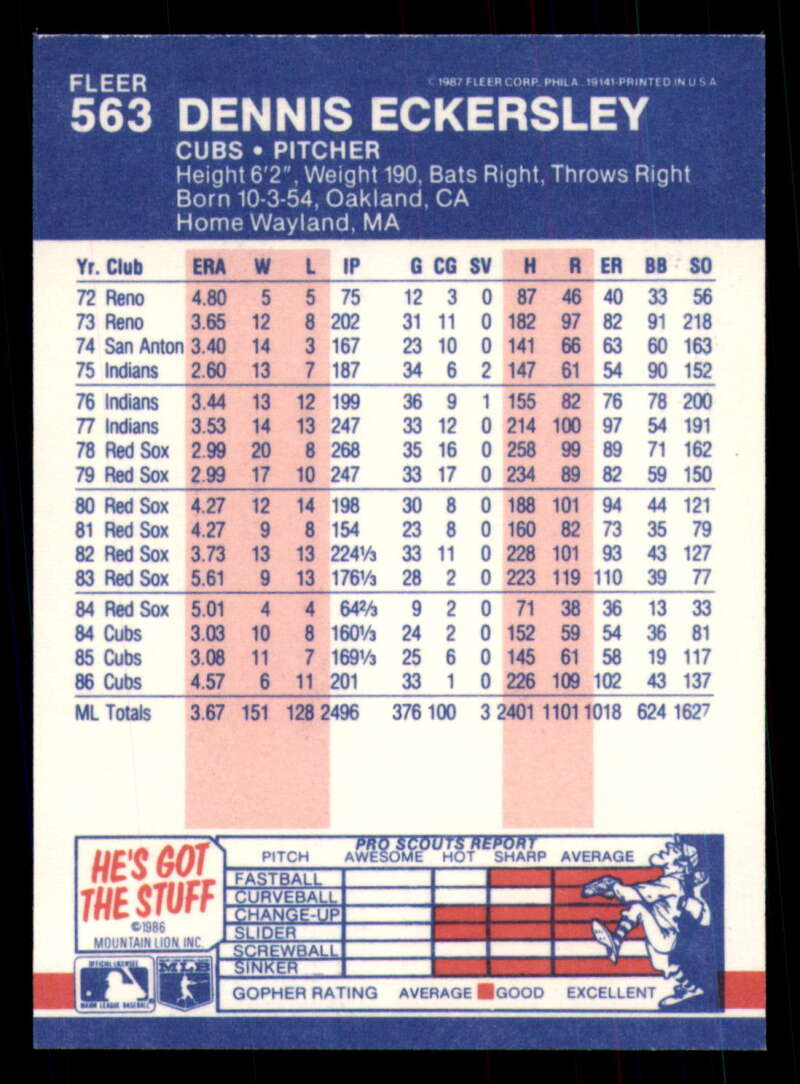 FLEER
© 1987 FLEER CORP., PHILA., 19141-PRINTED IN U.S.A
563 DENNIS ECKERSLEY
CUBS • PITCHER
Height 6'2", Weight 190, Bats Right, Throws Right
Born 10-3-54, Oakland, CA
Home Wayland, MA
Yr. Club ERA W L IP G CG SV H R ER BB SO
72 Reno 4.80 5 5 75 12 3 0 87 46 40 33 56
73 Reno 3.65 12 8 202 31 11 0 182 97 82 91 218
74 San Anton 3.40 14 3 167 23 10 0 141 66 63 60 163
75 Indians 2.60 13 7 187 34 6 2 147 61 54 90 152
76 Indians 3.44 13 12 199 36 9 1 155 82 76 78 200
77 Indians 3.53 14 13 247 33 12 0 214 100 97 54 191
78 Red Sox 2.99 20 8 268 35 16 0 258 99 89 71 162
79 Red Sox 2.99 17 10 247 33 17 0 234 89 82 59 150
80 Red Sox 4.27 12 14 198 30 8 0 188 101 94 44 121
81 Red Sox 4.27 9 8 154 23 8 0 160 82 73 35 79
82 Red Sox 3.73 13 13 224⅓ 33 11 0 228 101 93 43 127
83 Red Sox 5.61 9 13 176⅓ 28 2 0 223 119 110 39 77
84 Red Sox 5.01 4 4 64⅔ 9 2 0 71 38 36 13 33
84 Cubs 3.03 10 8 160⅓ 24 2 0 152 59 54 36 81
85 Cubs 3.08 11 7 169⅓ 25 6 0 145 61 58 19 117
86 Cubs 4.57 6 11 201 33 1 0 226 109 102 43 137
ML Totals 3.67 151 128 2496 376 100 3 2401 1101 1018 624 1627
HE'S GOT
THE STUFF
©1986
MOUNTAIN LION, INC.
OFFICIAL LICENSEE
MAJOR LEAGUE BASEBALL
MLB
PRO SCOUTS REPORT
PITCH AWESOME HOT SHARP AVERAGE
FASTBALL
CURVEBALL
CHANGE-UP
SLIDER
SCREWBALL
SINKER
GOPHER RATING AVERAGE GOOD EXCELLENT